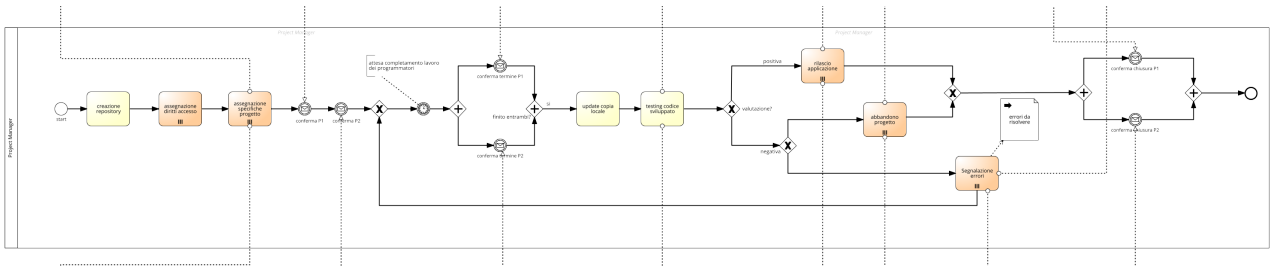 Project Manager
Project Manager
Project Manager
start
creazione
repository
assegnazione
diritti accesso
assegnazione
specifiche
progetto
conferma P1
conferma P2
attesa completamento lavoro
dei programmatori
conferma termine P1
finito entrambi?
si
conferma termine P2
update copia
locale
testing codice
sviluppato
valutazione?
positiva
negativa
rilascio
applicazione
abbandono
progetto
Segnalazione
errori
errori da
risolvere
conferma chiusura P1
conferma chiusura P2